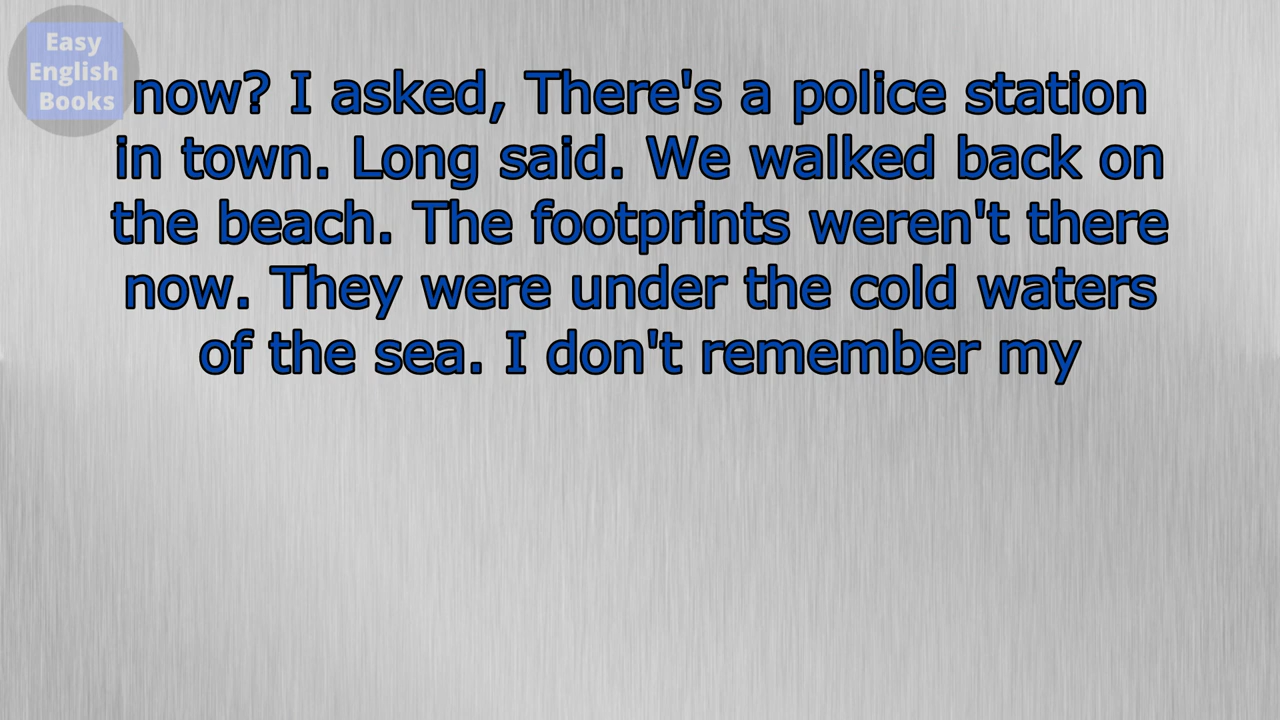 Easy
English
Books
now? I asked, There's a police station
in town. Long said. We walked back on
the beach. The footprints weren't there
now. They were under the cold waters
of the sea. I don't remember my